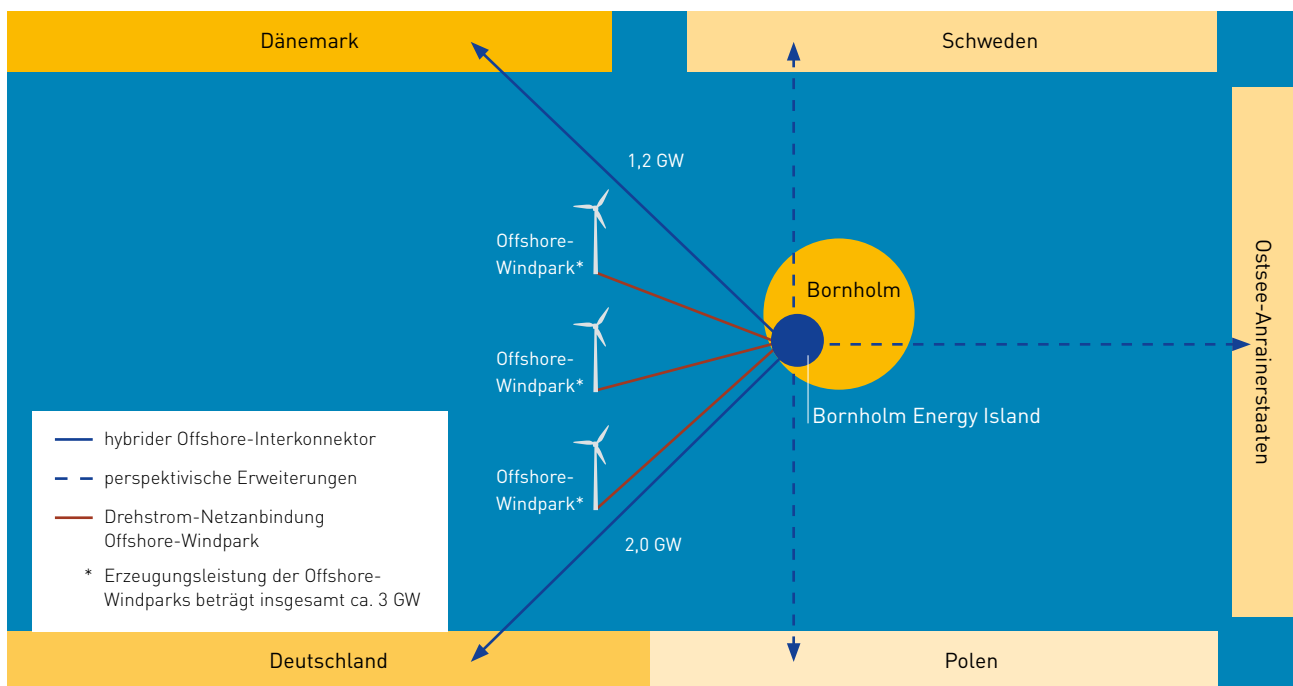 Dänemark
Schweden
1,2 GW
Offshore-
Windpark*
Bornholm
Ostsee-Anrainerstaaten
Offshore-
Windpark*
Bornholm Energy Island
Offshore-
Windpark*
2,0 GW
hybrider Offshore-Interkonnektor
perspektivische Erweiterungen
Drehstrom-Netzanbindung
Offshore-Windpark
* Erzeugungsleistung der Offshore-
Windparks beträgt insgesamt ca. 3 GW
Deutschland
Polen